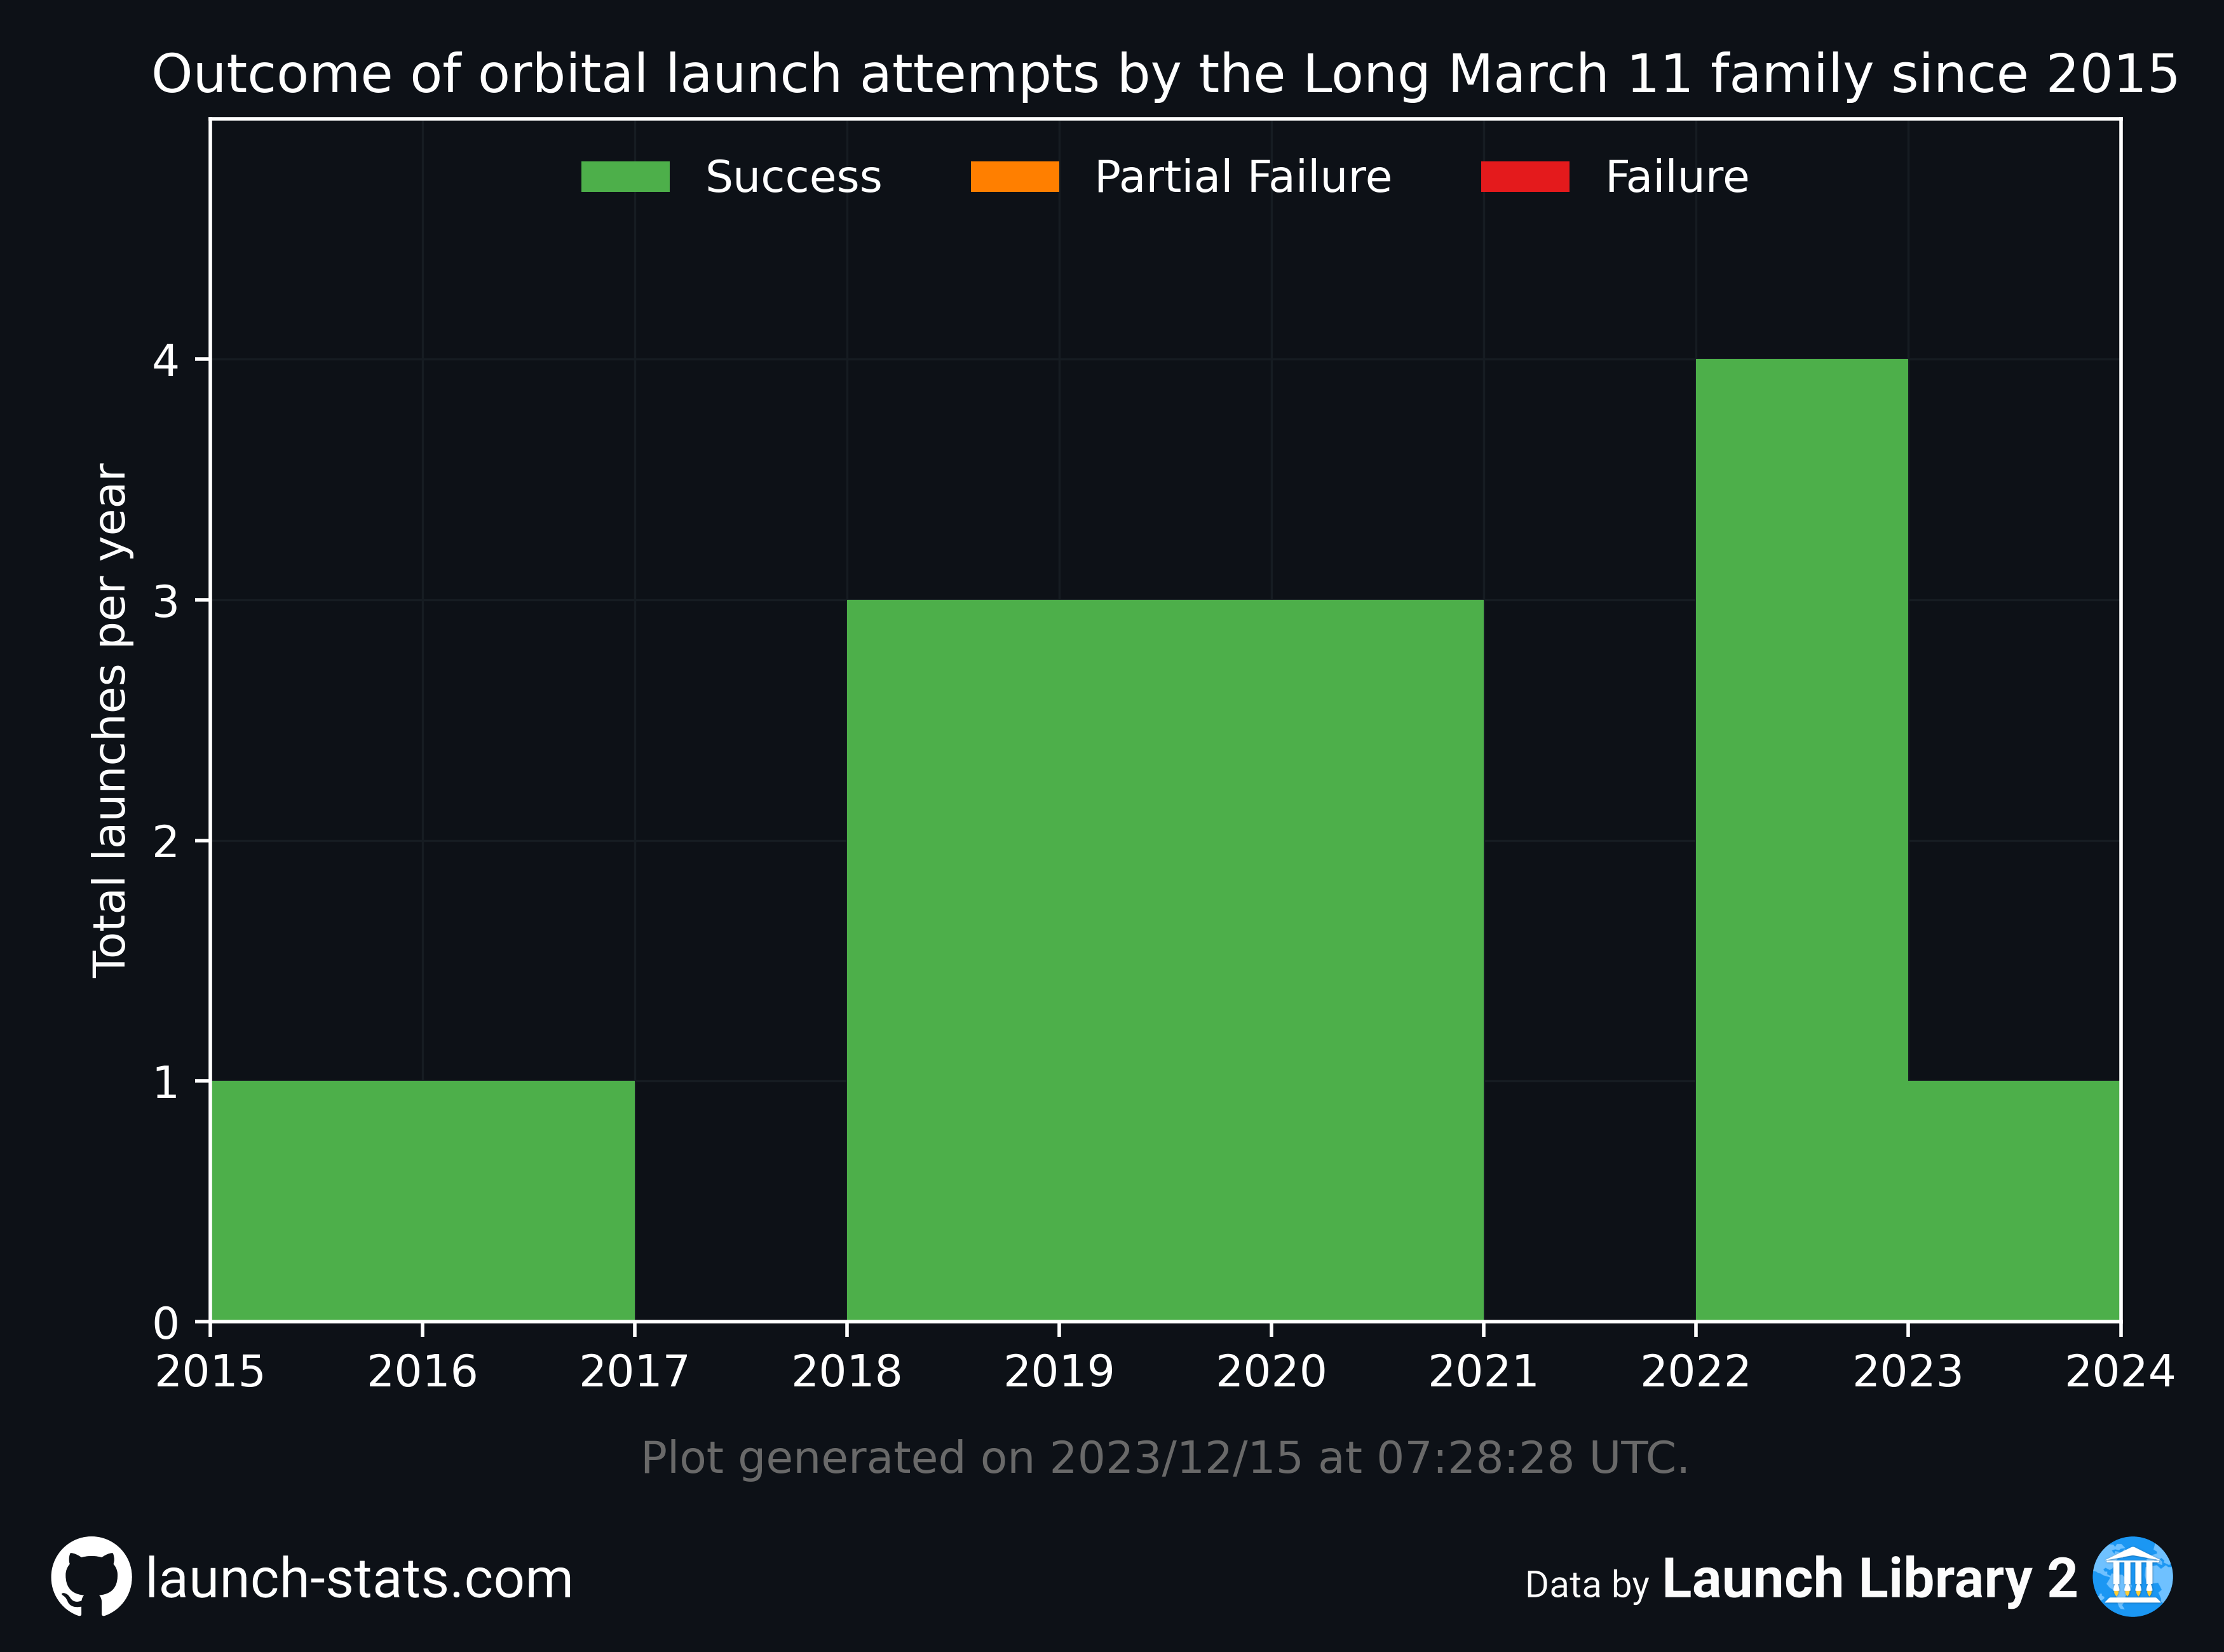 Outcome of orbital launch attempts by the Long March 11 family since 2015
Success Partial Failure Failure
Total launches per year
4
3
2
1
0
2015 2016 2017 2018 2019 2020 2021 2022 2023 2024
Plot generated on 2023/12/15 at 07:28:28 UTC.
launch-stats.com
Data by Launch Library 2